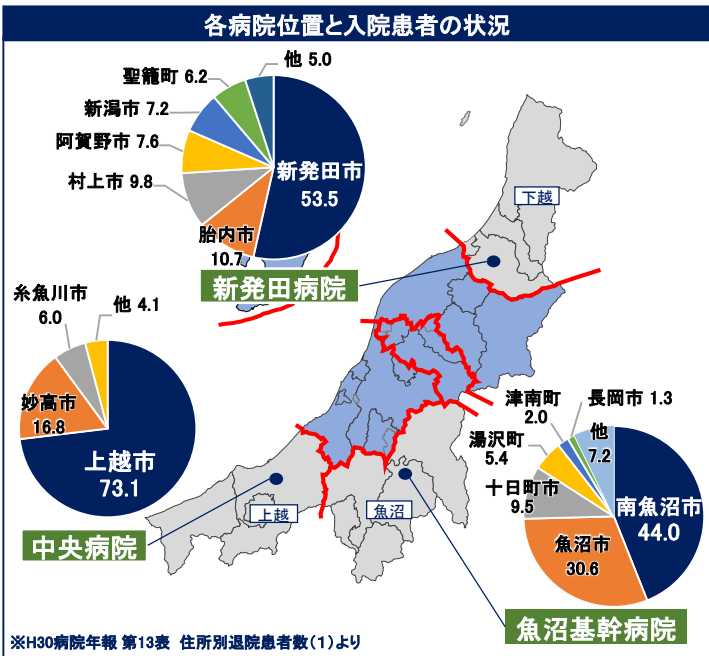 各病院位置と入院患者の状況
他 5.0
聖籠町 6.2
新潟市 7.2
阿賀野市 7.6
村上市 9.8
新発田市
53.5
胎内市
10.7
下越
新発田病院
糸魚川市
6.0
他 4.1
妙高市
16.8
上越市
73.1
津南町
2.0
長岡市 1.3
他
7.2
湯沢町
5.4
十日町市
9.5
南魚沼市
44.0
魚沼市
30.6
上越
魚沼
中央病院
魚沼基幹病院
※H30病院年報 第13表 住所別退院患者数(1)より